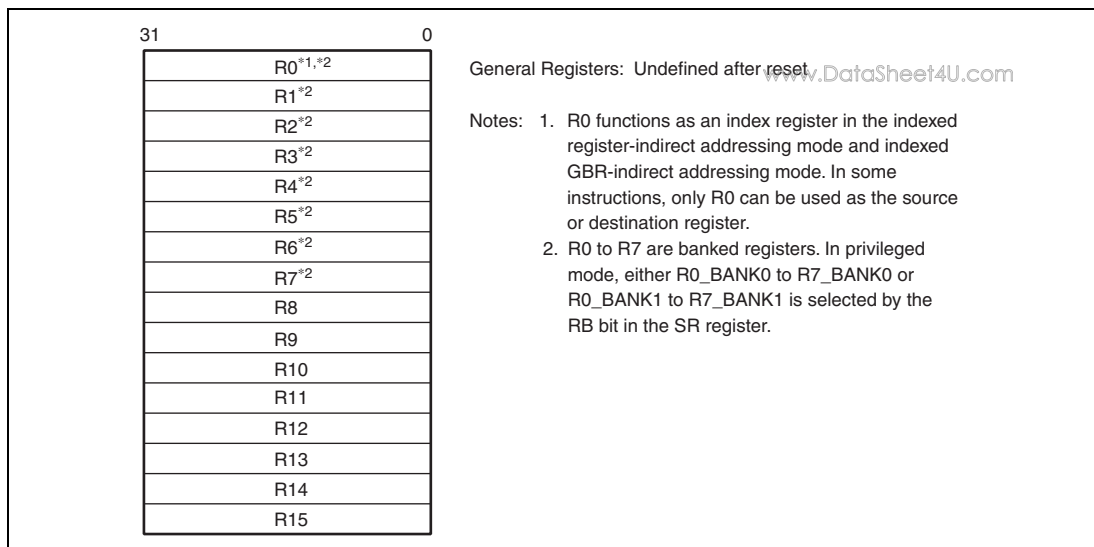 31 0
R0*1,*2
R1*2
R2*2
R3*2
R4*2
R5*2
R6*2
R7*2
R8
R9
R10
R11
R12
R13
R14
R15
General Registers: Undefined after reset
www.DataSheet4U.com
Notes: 1. R0 functions as an index register in the indexed
register-indirect addressing mode and indexed
GBR-indirect addressing mode. In some
instructions, only R0 can be used as the source
or destination register.
2. R0 to R7 are banked registers. In privileged
mode, either R0_BANK0 to R7_BANK0 or
R0_BANK1 to R7_BANK1 is selected by the
RB bit in the SR register.